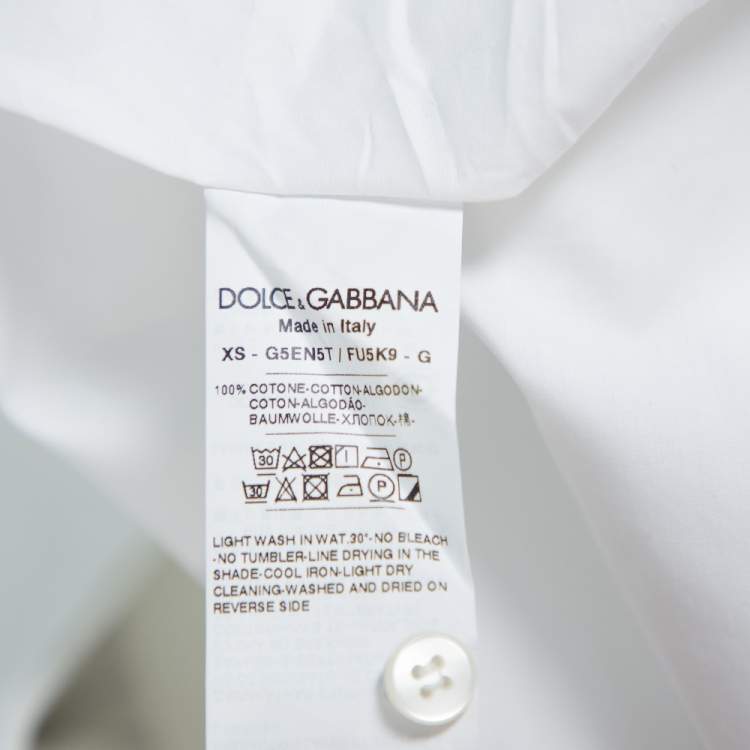 DOLCE & GABBANA
Made in Italy
XS - G5EN5T / FU5K9 - G
100% COTONE-COTTON-ALGODON-
COTON-ALGODÃO-
BAUMWOLLE-ХЛОПОК-棉-
30 P
30 P
LIGHT WASH IN WAT.30°-NO BLEACH
-NO TUMBLER-LINE DRYING IN THE
SHADE-COOL IRON-LIGHT DRY
CLEANING-WASHED AND DRIED ON
REVERSE SIDE